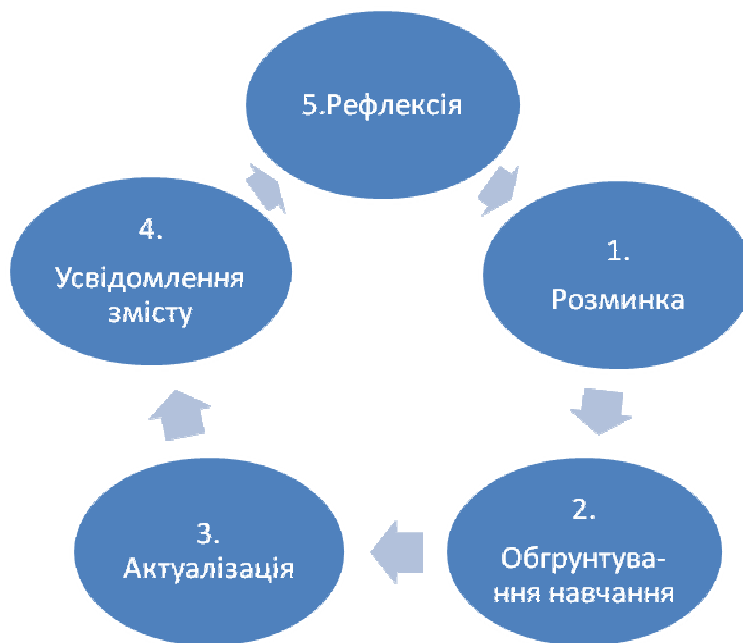 5.Рефлексія
4.
Усвідомлення
змісту
1.
Розминка
3.
Актуалізація
2.
Обгрунтува-
ння навчання